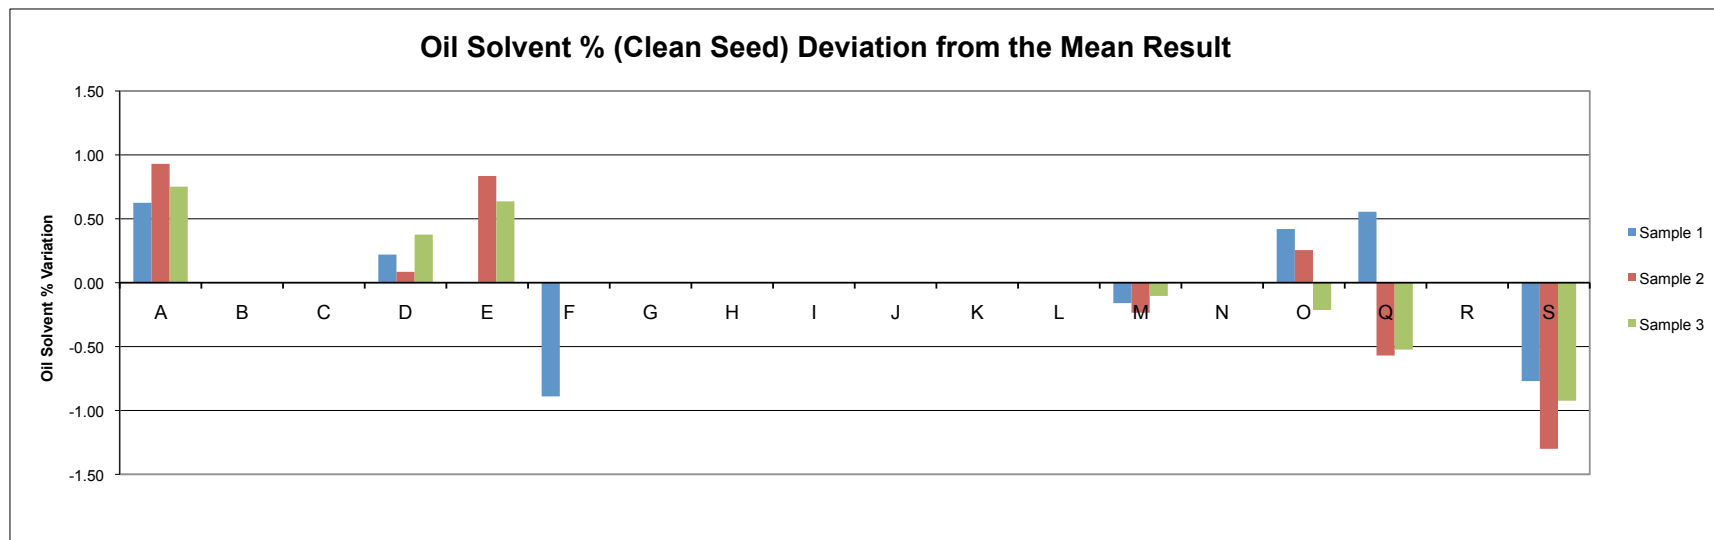 Oil Solvent % (Clean Seed) Deviation from the Mean Result
1.50
1.00
0.50
0.00
-0.50
-1.00
-1.50
Oil Solvent % Variation
A B C D E F G H I J K L M N O Q R S
Sample 1
Sample 2
Sample 3